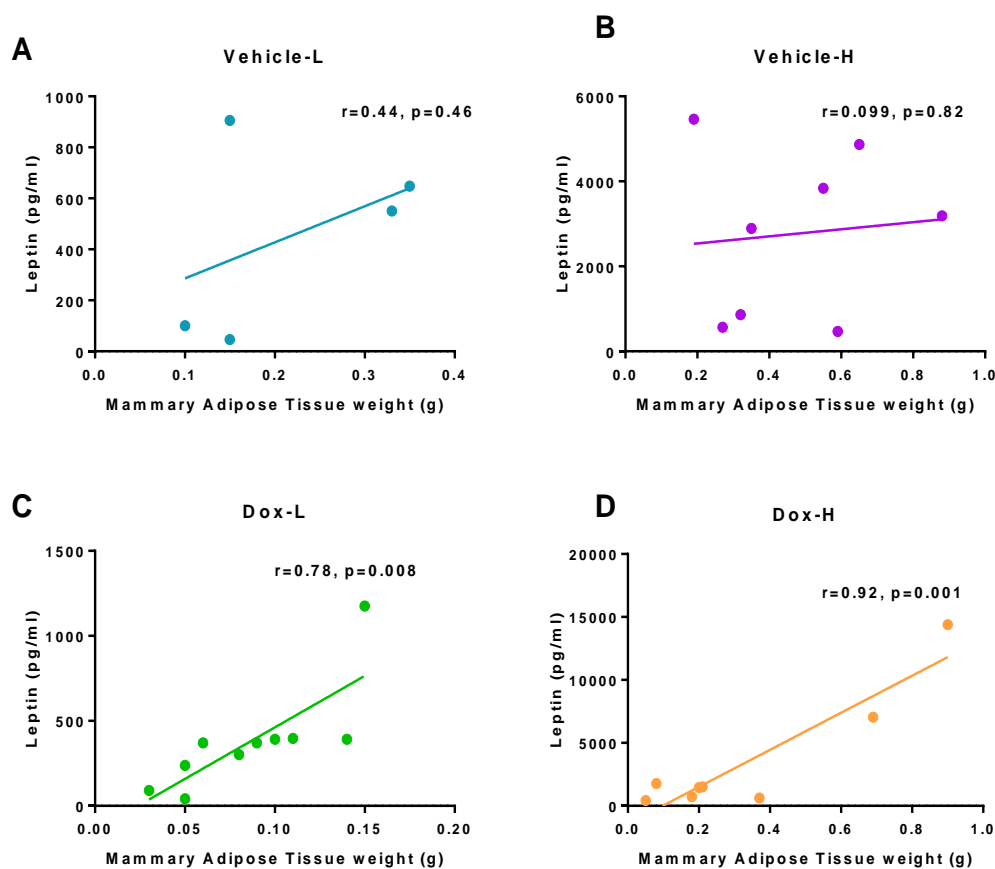 A
Vehicle-L
r=0.44, p=0.46
Leptin (pg/ml)
1000
800
600
400
200
0
0.0 0.1 0.2 0.3 0.4
Mammary Adipose Tissue weight (g)
B
Vehicle-H
r=0.099, p=0.82
Leptin (pg/ml)
6000
4000
2000
0
0.0 0.2 0.4 0.6 0.8 1.0
Mammary Adipose Tissue weight (g)
C
Dox-L
r=0.78, p=0.008
Leptin (pg/ml)
1500
1000
500
0
0.00 0.05 0.10 0.15 0.20
Mammary Adipose Tissue weight (g)
D
Dox-H
r=0.92, p=0.001
Leptin (pg/ml)
20000
15000
10000
5000
0
0.0 0.2 0.4 0.6 0.8 1.0
Mammary Adipose Tissue weight (g)